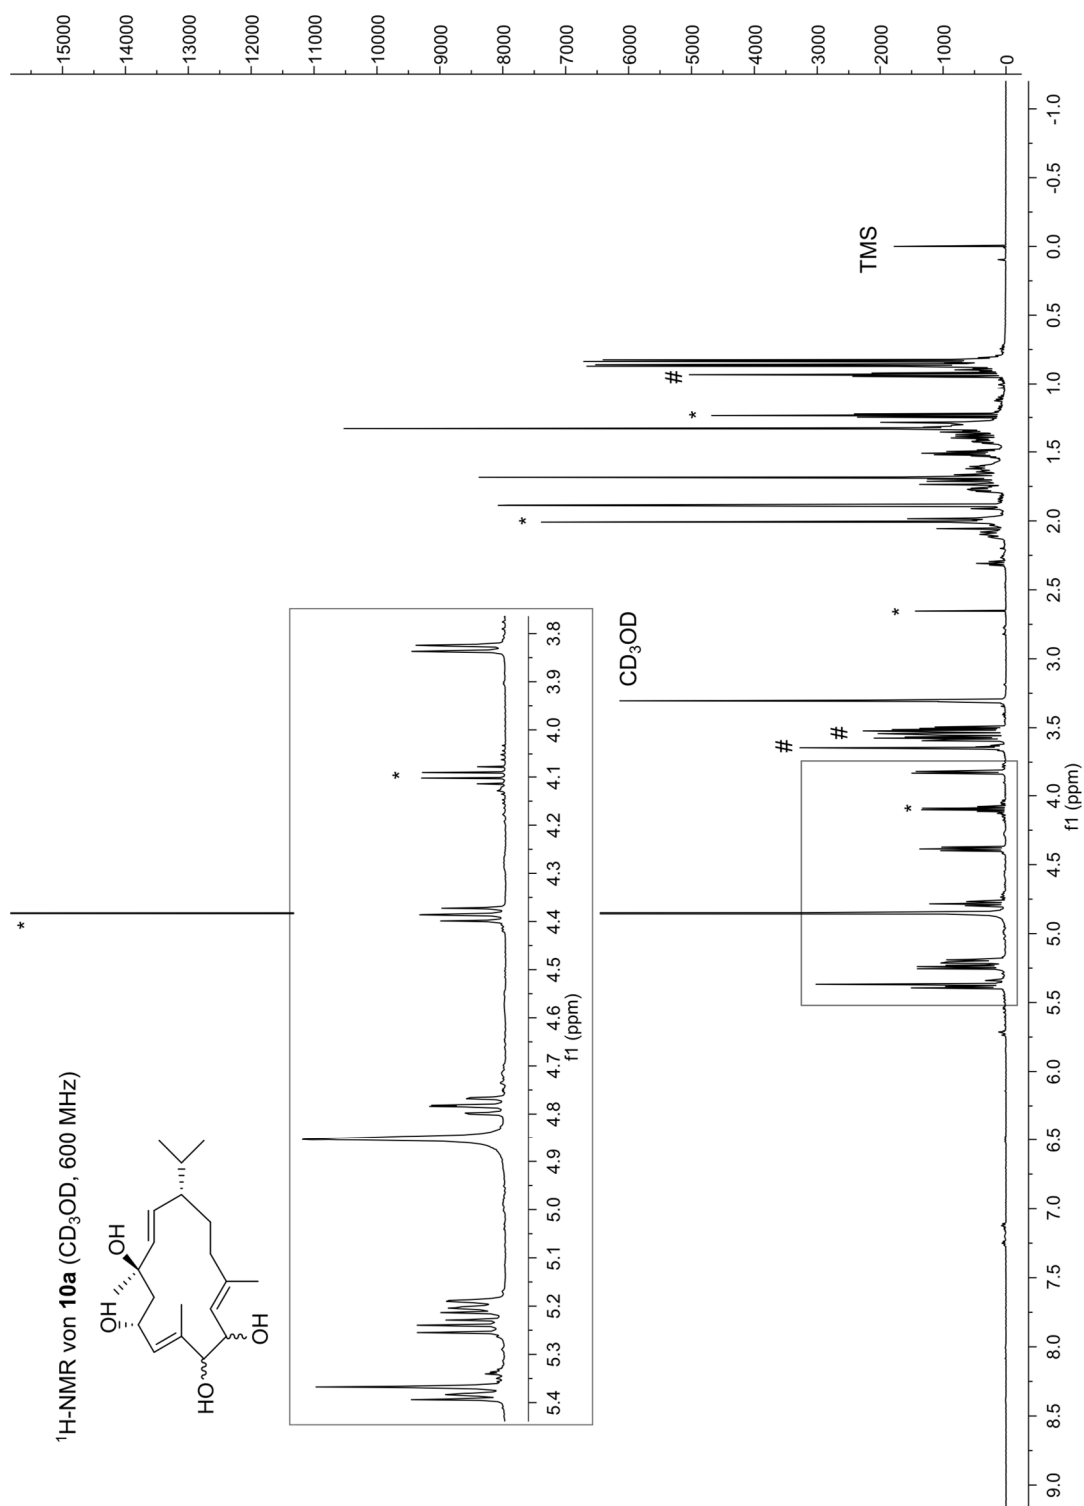 ¹H-NMR von 10a (CD₃OD, 600 MHz)
OH
OH
HO
OH
*
*
5.4 5.3 5.2 5.1 5.0 4.9 4.8 4.7 4.6 4.5 4.4 4.3 4.2 4.1 4.0 3.9 3.8
f1 (ppm)
CD₃OD
TMS
#
#
*
*
*
*
#
15000
14000
13000
12000
11000
10000
9000
8000
7000
6000
5000
4000
3000
2000
1000
0
9.0 8.5 8.0 7.5 7.0 6.5 6.0 5.5 5.0 4.5 4.0 3.5 3.0 2.5 2.0 1.5 1.0 0.5 0.0 -0.5 -1.0
f1 (ppm)